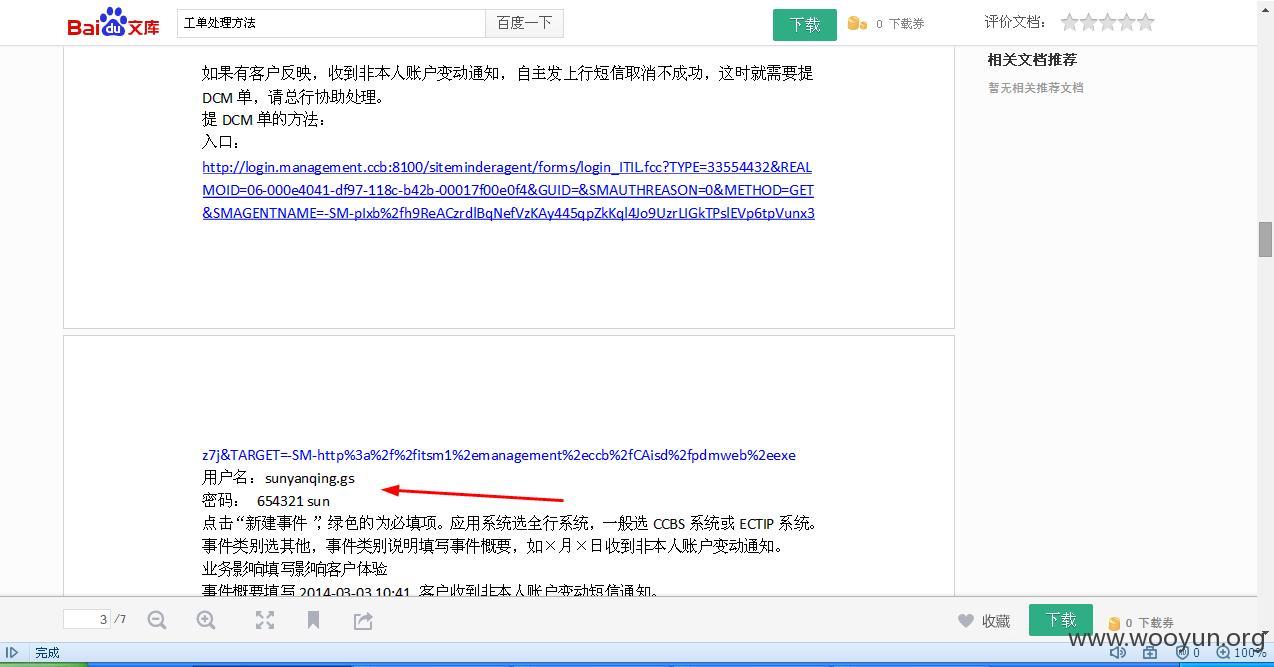 Bai du 文库
工单处理方法
百度一下
下载
0 下载券
评价文档：
如果有客户反映，收到非本人账户变动通知，自主发上行短信取消不成功，这时就需要提
DCM 单，请总行协助处理。
提 DCM 单的方法：
入口：
http://login.management.ccb:8100/siteminderagent/forms/login_ITIL.fcc?TYPE=33554432&REAL
MOID=06-000e4041-df97-118c-b42b-00017f00e0f4&GUID=&SMAUTHREASON=0&METHOD=GET
&SMAGENTNAME=-SM-pIxb%2fh9ReACzrdlBqNefVzKAy445qpZkKql4Jo9UzrLIGkTPslEVp6tpVunx3
相关文档推荐
暂无相关推荐文档
z7j&TARGET=-SM-http%3a%2f%2fitsm1%2emanagement%2eccb%2fCAisd%2fpdmweb%2eexe
用户名： sunyanqing.gs
密码： 654321 sun
点击“新建事件 ”，绿色的为必填项。应用系统选全行系统，一般选 CCBS 系统或 ECTIP 系统。
事件类别选其他，事件类别说明填写事件概要，如×月×日收到非本人账户变动通知。
业务影响填写影响客户体验
事件概要填写 2014-03-03 10:41 客户收到非本人账户变动短信通知。
3 /7
收藏
下载
0 下载券
www.wooyun.org
完成
0
100%